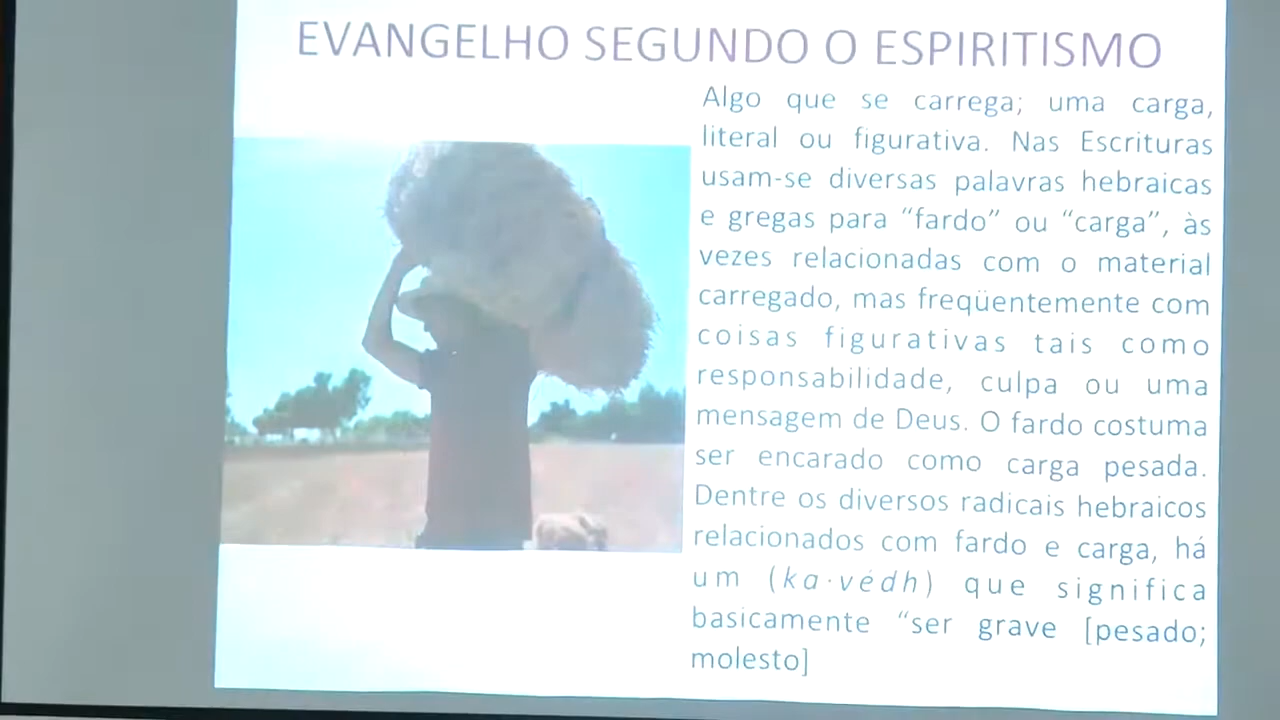 EVANGELHO SEGUNDO O ESPIRITISMO
Algo que se carrega; uma carga,
literal ou figurativa. Nas Escrituras
usam-se diversas palavras hebraicas
e gregas para “fardo” ou “carga”, às
vezes relacionadas com o material
carregado, mas freqüentemente com
coisas figurativas tais como
responsabilidade, culpa ou uma
mensagem de Deus. O fardo costuma
ser encarado como carga pesada.
Dentre os diversos radicais hebraicos
relacionados com fardo e carga, há
um (ka·védh) que significa
basicamente “ser grave [pesado;
molesto]